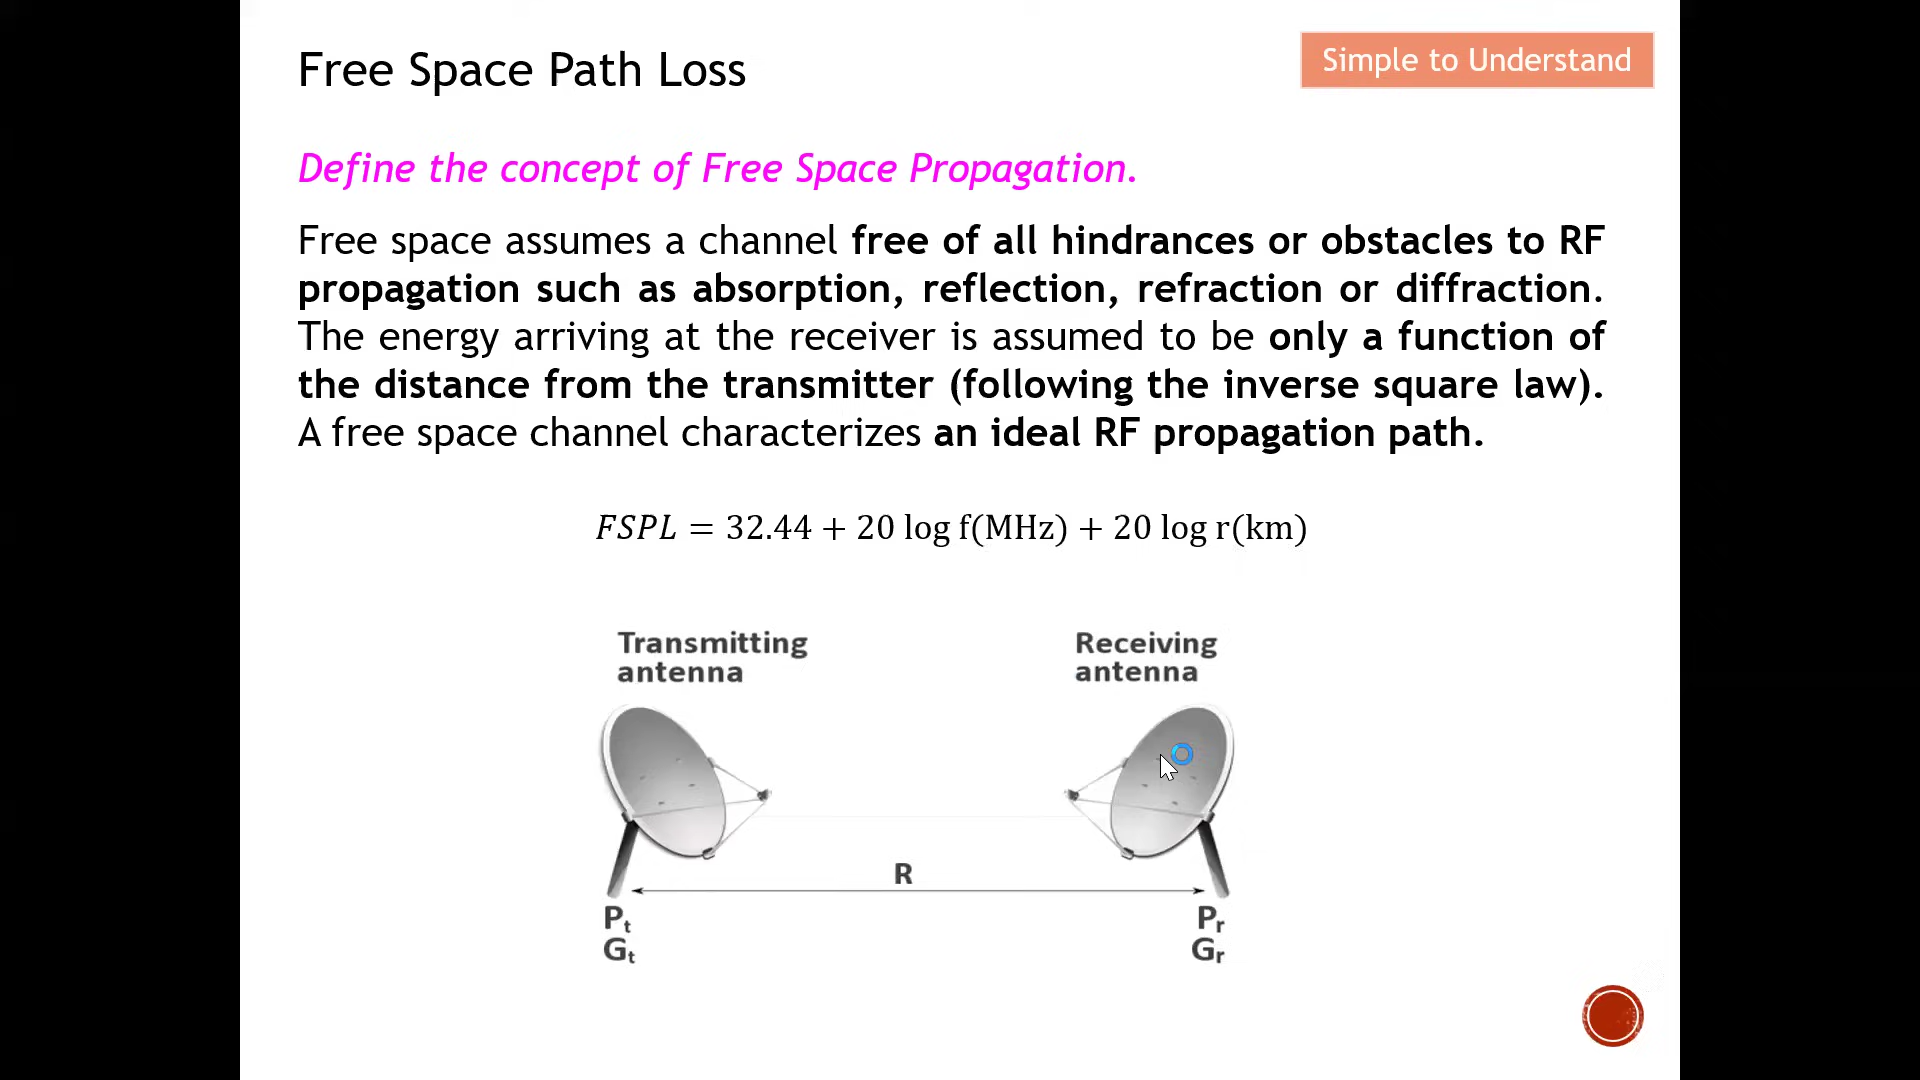 Free Space Path Loss
Simple to Understand
Define the concept of Free Space Propagation.
Free space assumes a channel free of all hindrances or obstacles to RF
propagation such as absorption, reflection, refraction or diffraction.
The energy arriving at the receiver is assumed to be only a function of
the distance from the transmitter (following the inverse square law).
A free space channel characterizes an ideal RF propagation path.
FSPL = 32.44 + 20 log f(MHz) + 20 log r(km)
Transmitting
antenna
Receiving
antenna
R
Pt
Gt
Pr
Gr